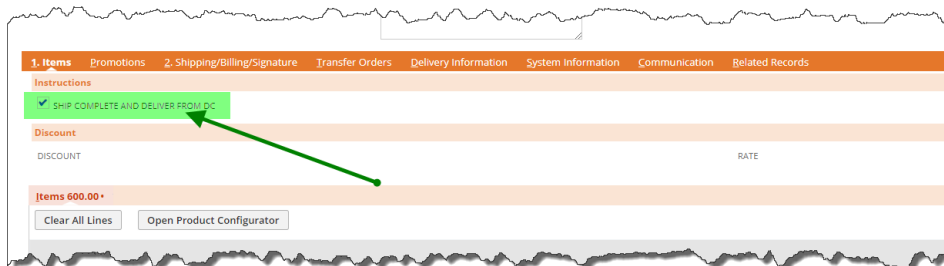 1. Items Promotions 2. Shipping/Billing/Signature Transfer Orders Delivery Information System Information Communication Related Records
Instructions
SHIP COMPLETE AND DELIVER FROM DC
Discount
DISCOUNT RATE
Items 600.00 •
Clear All Lines Open Product Configurator